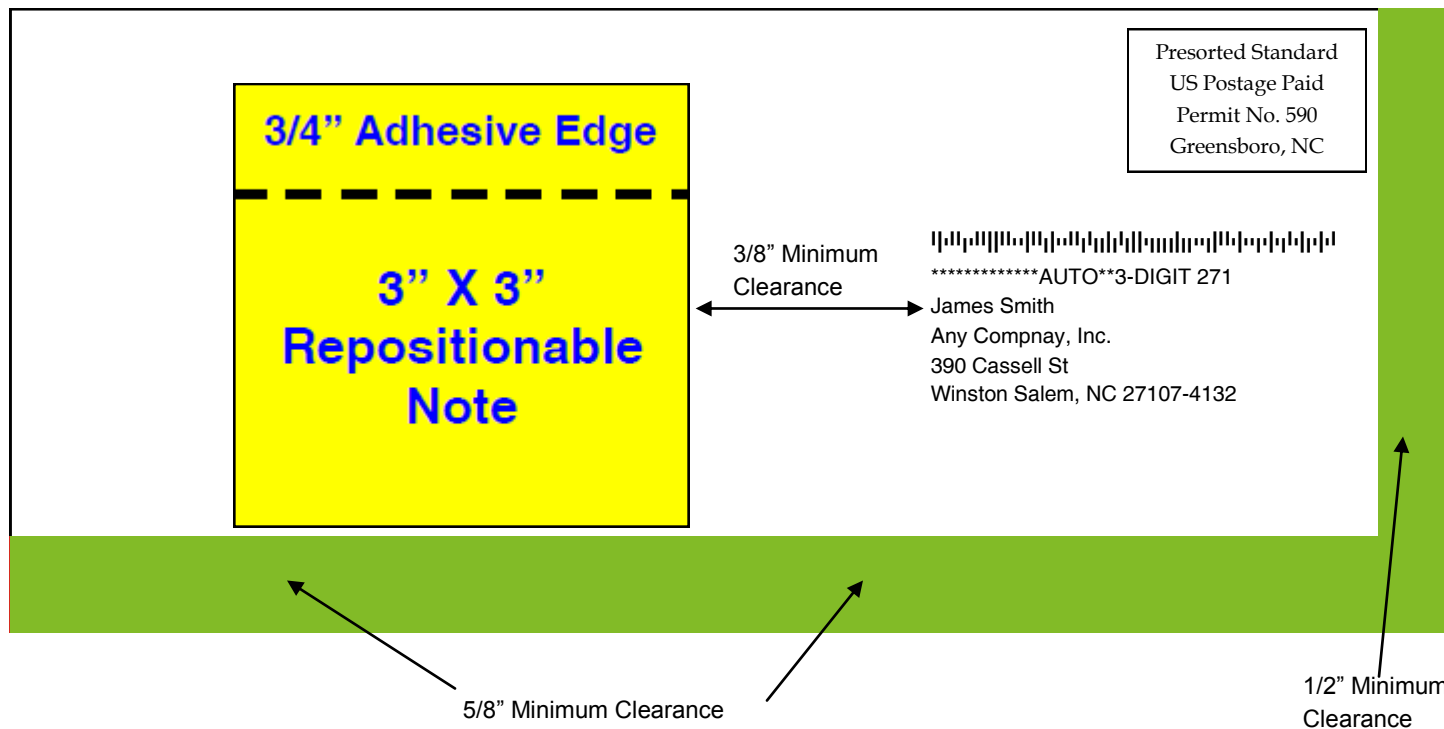 Presorted Standard
US Postage Paid
Permit No. 590
Greensboro, NC
3/4” Adhesive Edge
3” X 3”
Repositionable
Note
3/8” Minimum
Clearance
*************AUTO**3-DIGIT 271
James Smith
Any Compnay, Inc.
390 Cassell St
Winston Salem, NC 27107-4132
5/8” Minimum Clearance
1/2” Minimum
Clearance